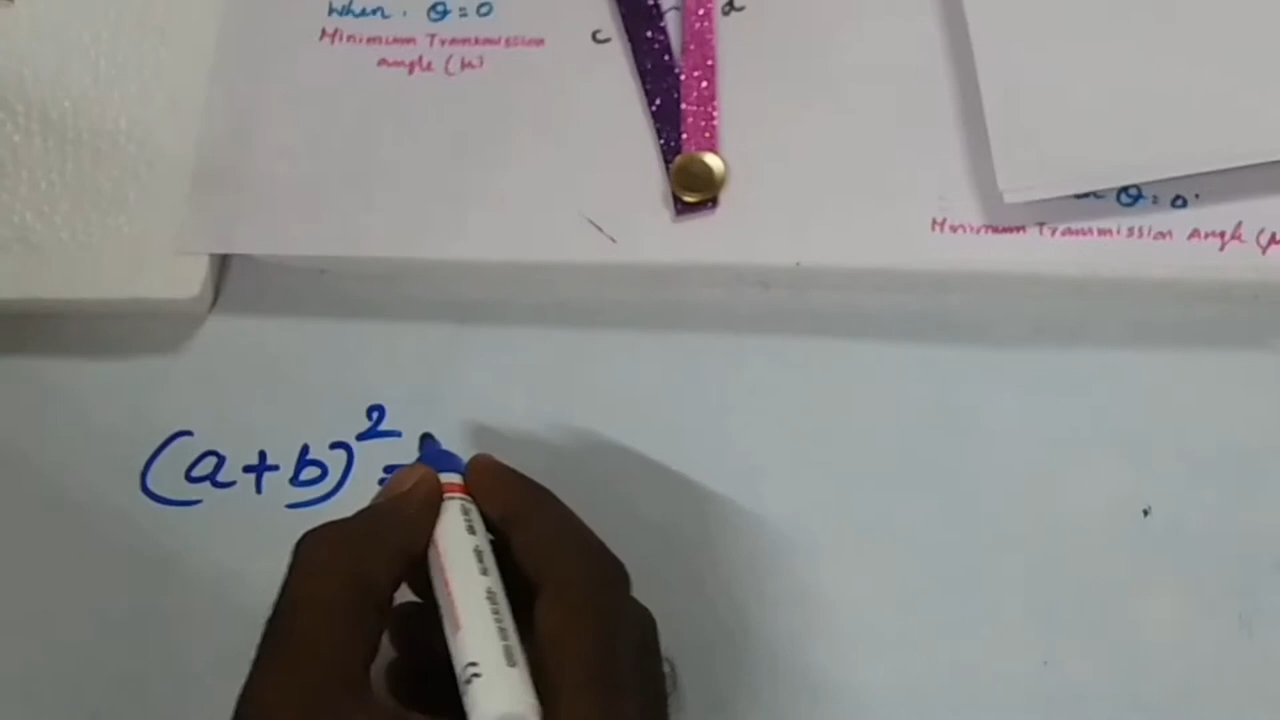 when. θ=0
Minimum Transmission
angle (μ)
c
d
θ=0°
Minimum Transmission Angle (μ
(a+b)²=